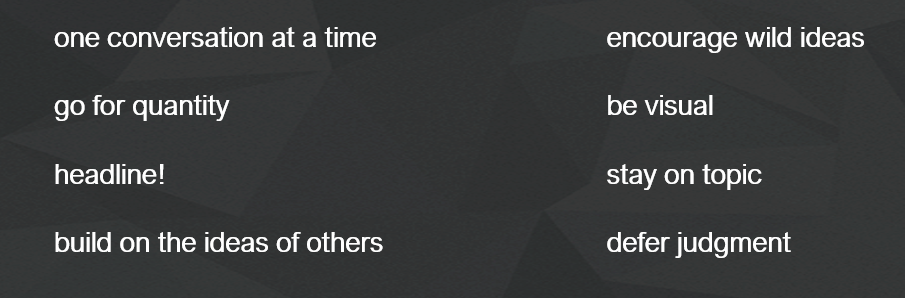 one conversation at a time
go for quantity
headline!
build on the ideas of others
encourage wild ideas
be visual
stay on topic
defer judgment